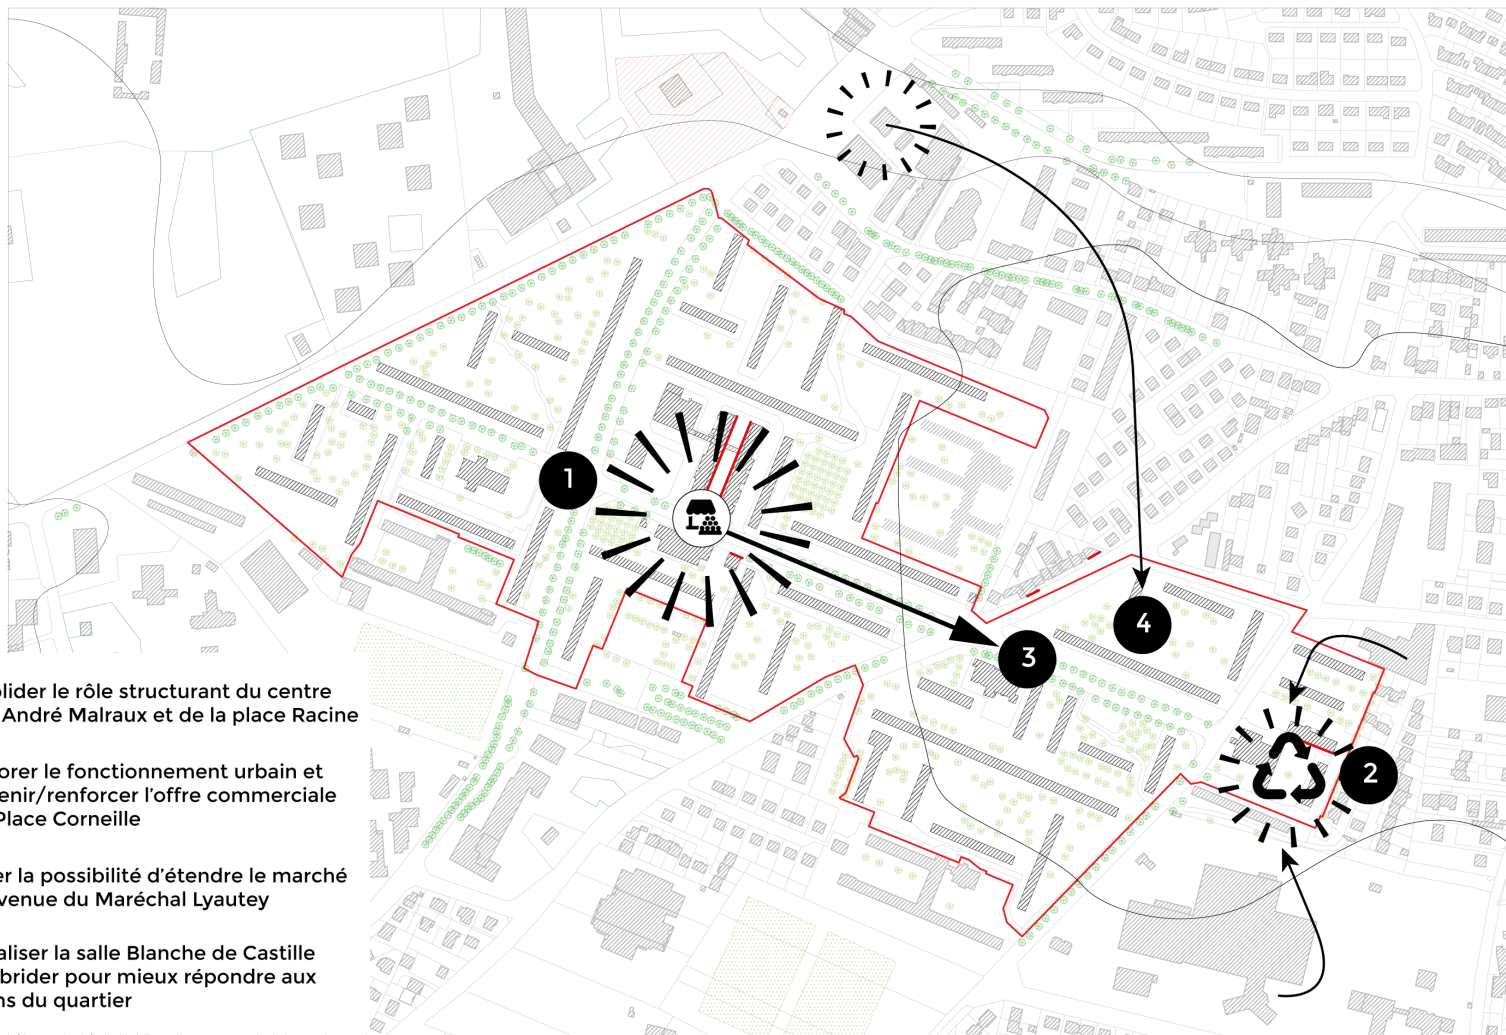 lider le rôle structurant du centre
André Malraux et de la place Racine
orer le fonctionnement urbain et
enir/renforcer l'offre commerciale
Place Corneille
er la possibilité d'étendre le marché
venue du Maréchal Lyautey
aliser la salle Blanche de Castille
brider pour mieux répondre aux
ns du quartier
1
2
3
4